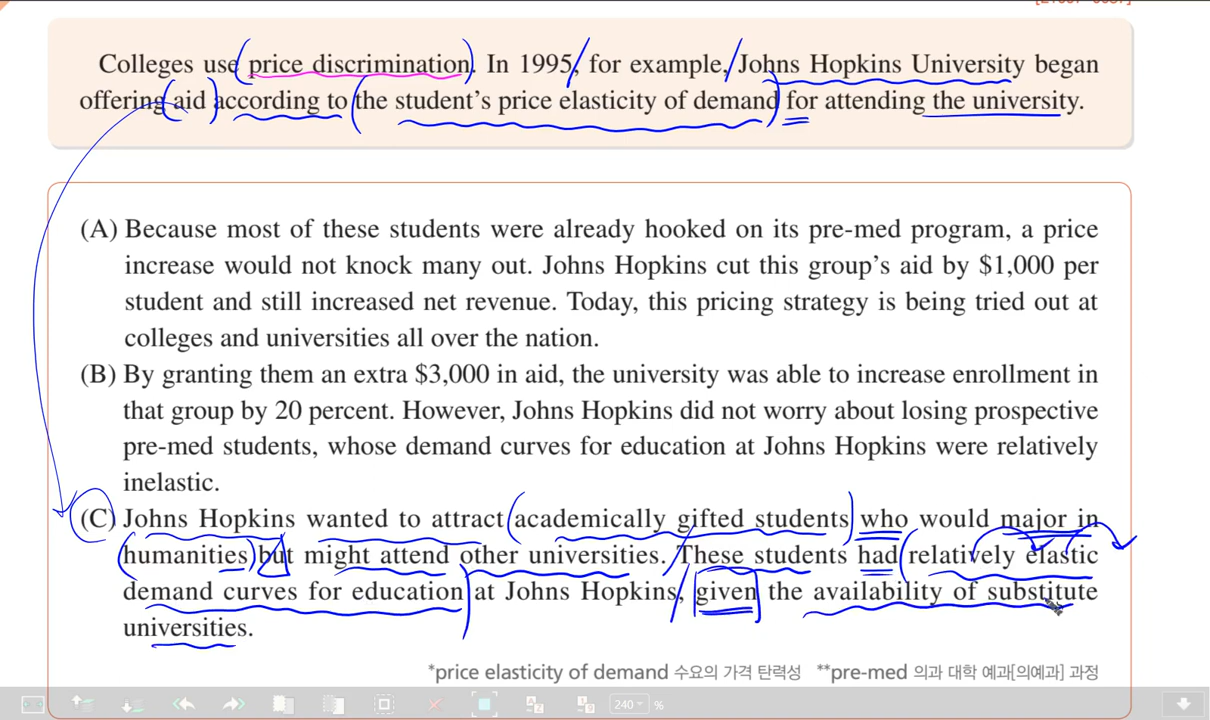 Colleges use price discrimination. In 1995, for example, Johns Hopkins University began
offering aid according to the student's price elasticity of demand for attending the university.
(A) Because most of these students were already hooked on its pre-med program, a price
increase would not knock many out. Johns Hopkins cut this group's aid by $1,000 per
student and still increased net revenue. Today, this pricing strategy is being tried out at
colleges and universities all over the nation.
(B) By granting them an extra $3,000 in aid, the university was able to increase enrollment in
that group by 20 percent. However, Johns Hopkins did not worry about losing prospective
pre-med students, whose demand curves for education at Johns Hopkins were relatively
inelastic.
(C) Johns Hopkins wanted to attract academically gifted students who would major in
humanities but might attend other universities. These students had relatively elastic
demand curves for education at Johns Hopkins, given the availability of substitute
universities.
*price elasticity of demand 수요의 가격 탄력성 **pre-med 의과 대학 예과[의예과] 과정
240 %